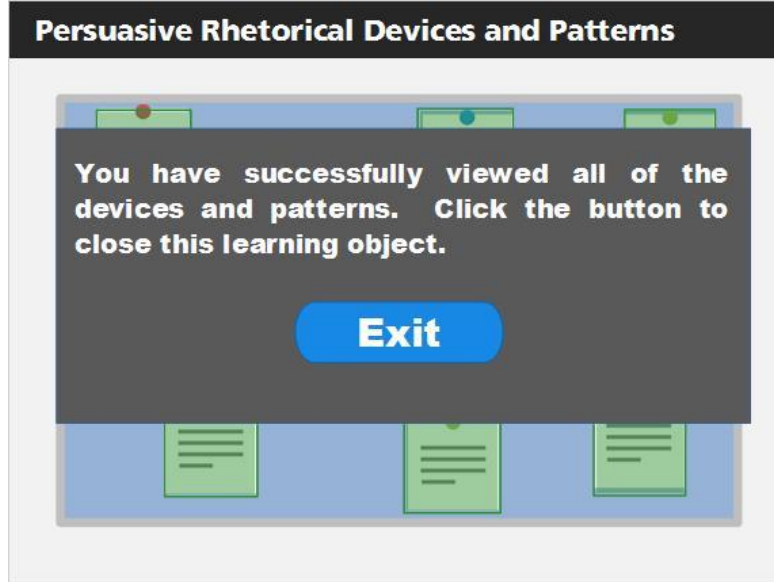 Persuasive Rhetorical Devices and Patterns
You have successfully viewed all of the
devices and patterns. Click the button to
close this learning object.
Exit